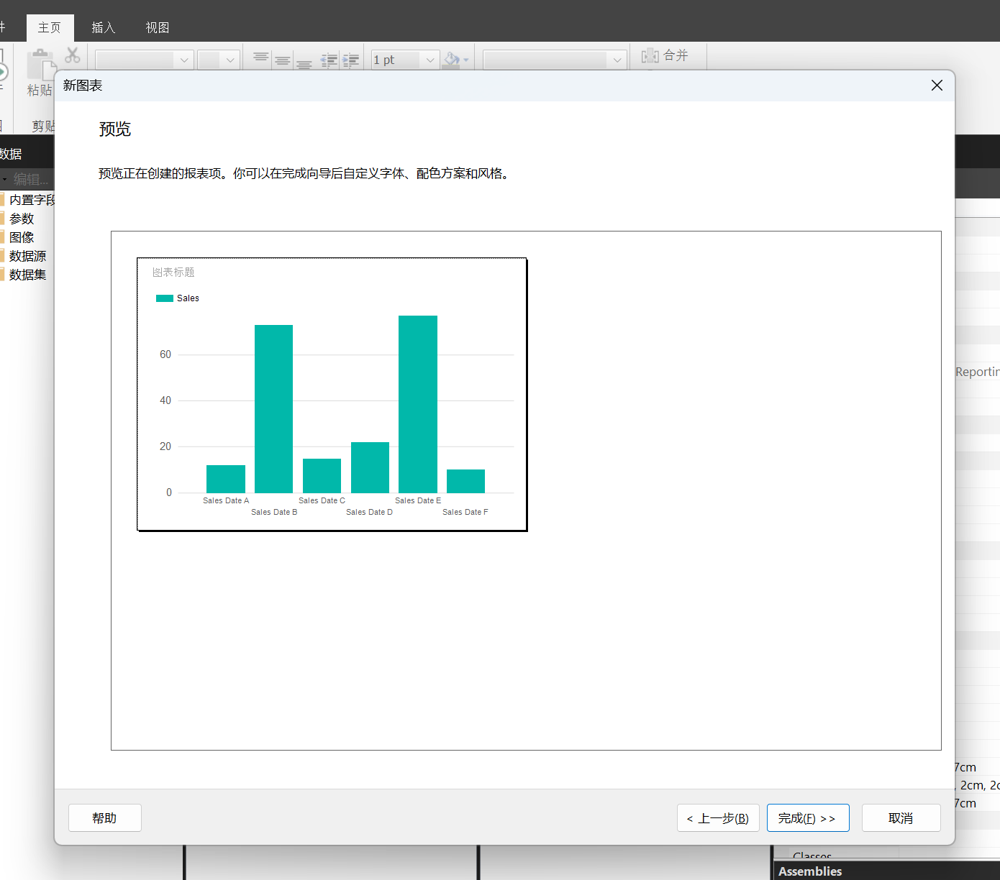 主页
插入
视图
1 pt
合并
粘贴
新图表
剪贴
预览
数据
编辑...
预览正在创建的报表项。你可以在完成向导后自定义字体、配色方案和风格。
内置字段
参数
图像
数据源
数据集
图表标题
Sales
60
40
20
0
Sales Date A
Sales Date B
Sales Date C
Sales Date D
Sales Date E
Sales Date F
7cm
, 2cm, 2c
7cm
帮助
< 上一步(B)
完成(F) >>
取消
Classes
Assemblies